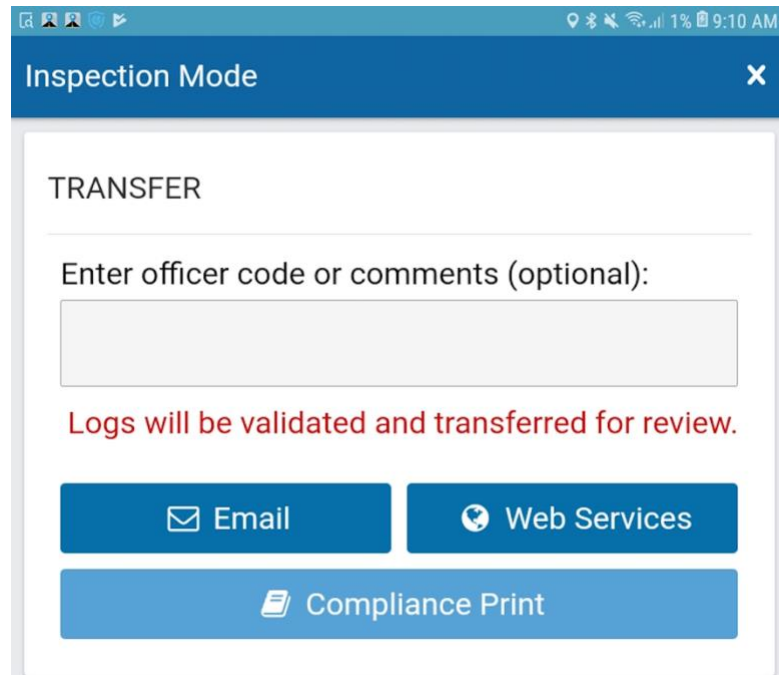 1% 9:10 AM
Inspection Mode
TRANSFER
Enter officer code or comments (optional):
Logs will be validated and transferred for review.
Email
Web Services
Compliance Print